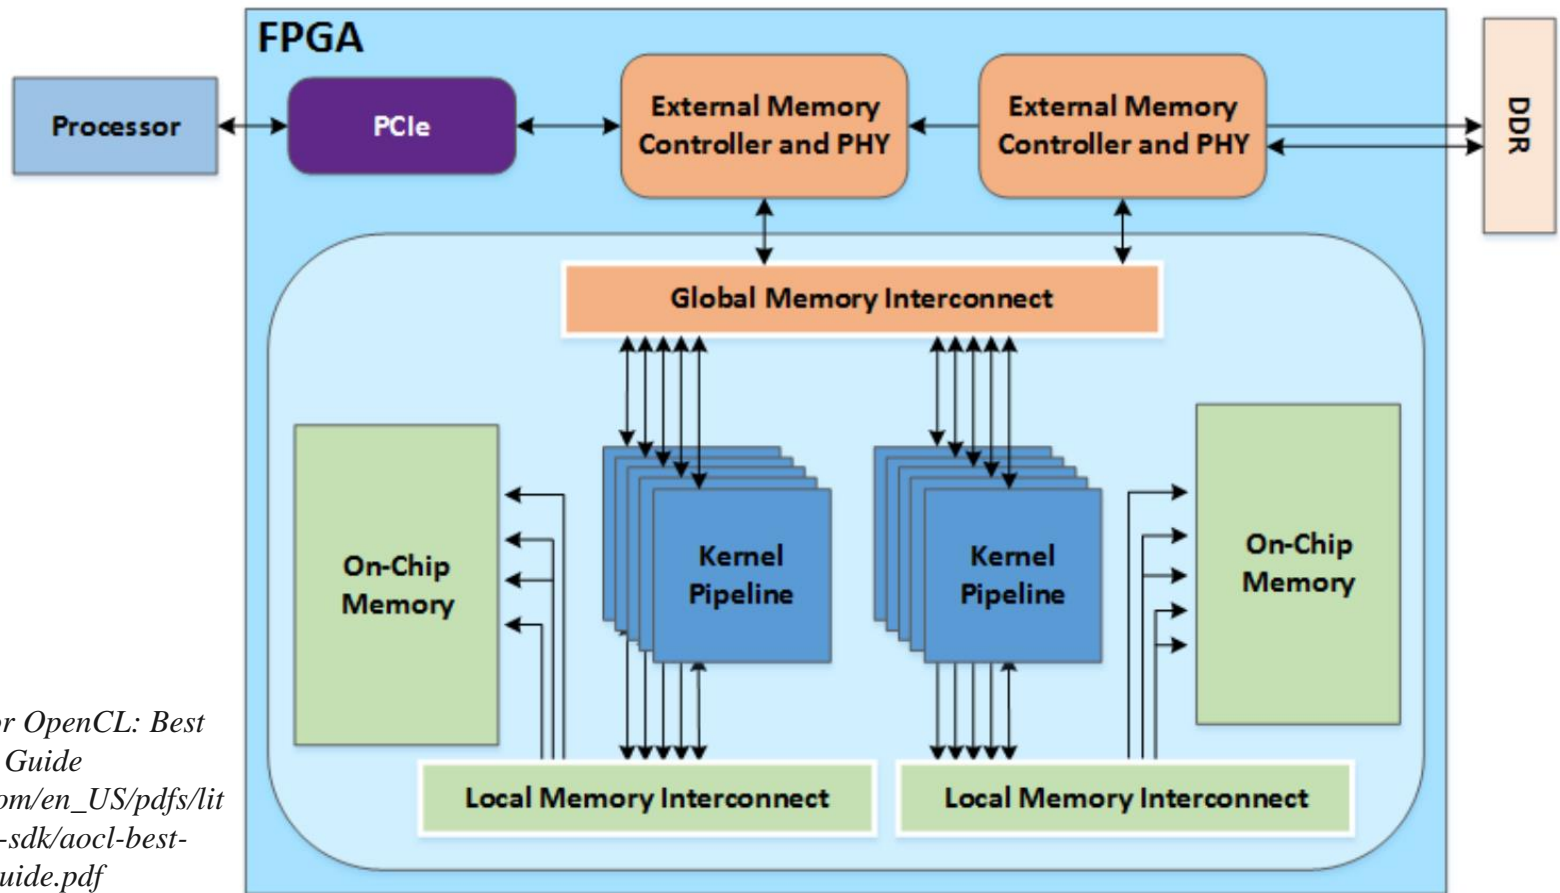 FPGA
Processor
PCIe
External Memory
Controller and PHY
External Memory
Controller and PHY
DDR
Global Memory Interconnect
On-Chip
Memory
Kernel
Pipeline
Kernel
Pipeline
On-Chip
Memory
Local Memory Interconnect
Local Memory Interconnect
or OpenCL: Best
Guide
om/en_US/pdfs/lit
-sdk/aocl-best-
uide.pdf